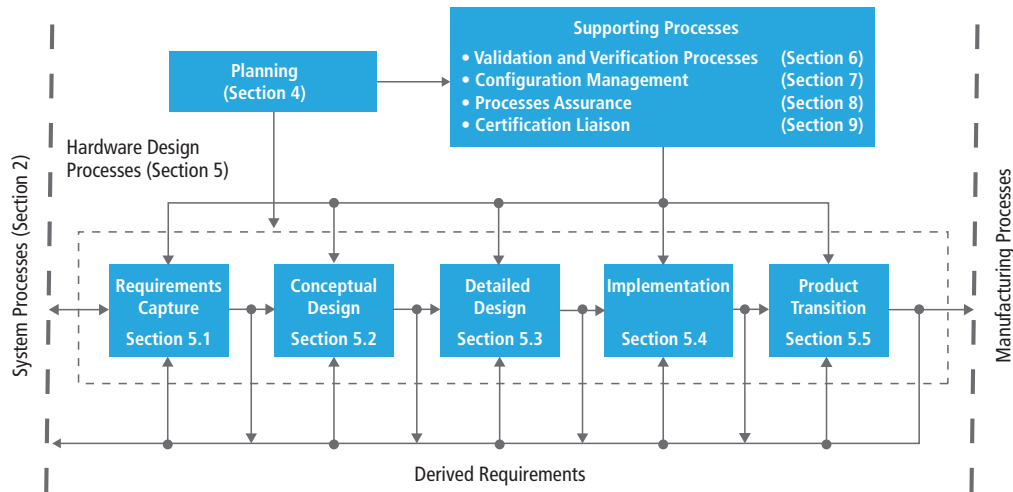 Supporting Processes
• Validation and Verification Processes (Section 6)
• Configuration Management (Section 7)
• Processes Assurance (Section 8)
• Certification Liaison (Section 9)
Planning
(Section 4)
Hardware Design
Processes (Section 5)
System Processes (Section 2)
Requirements
Capture
Section 5.1
Conceptual
Design
Section 5.2
Detailed
Design
Section 5.3
Implementation
Section 5.4
Product
Transition
Section 5.5
Manufacturing Processes
Derived Requirements